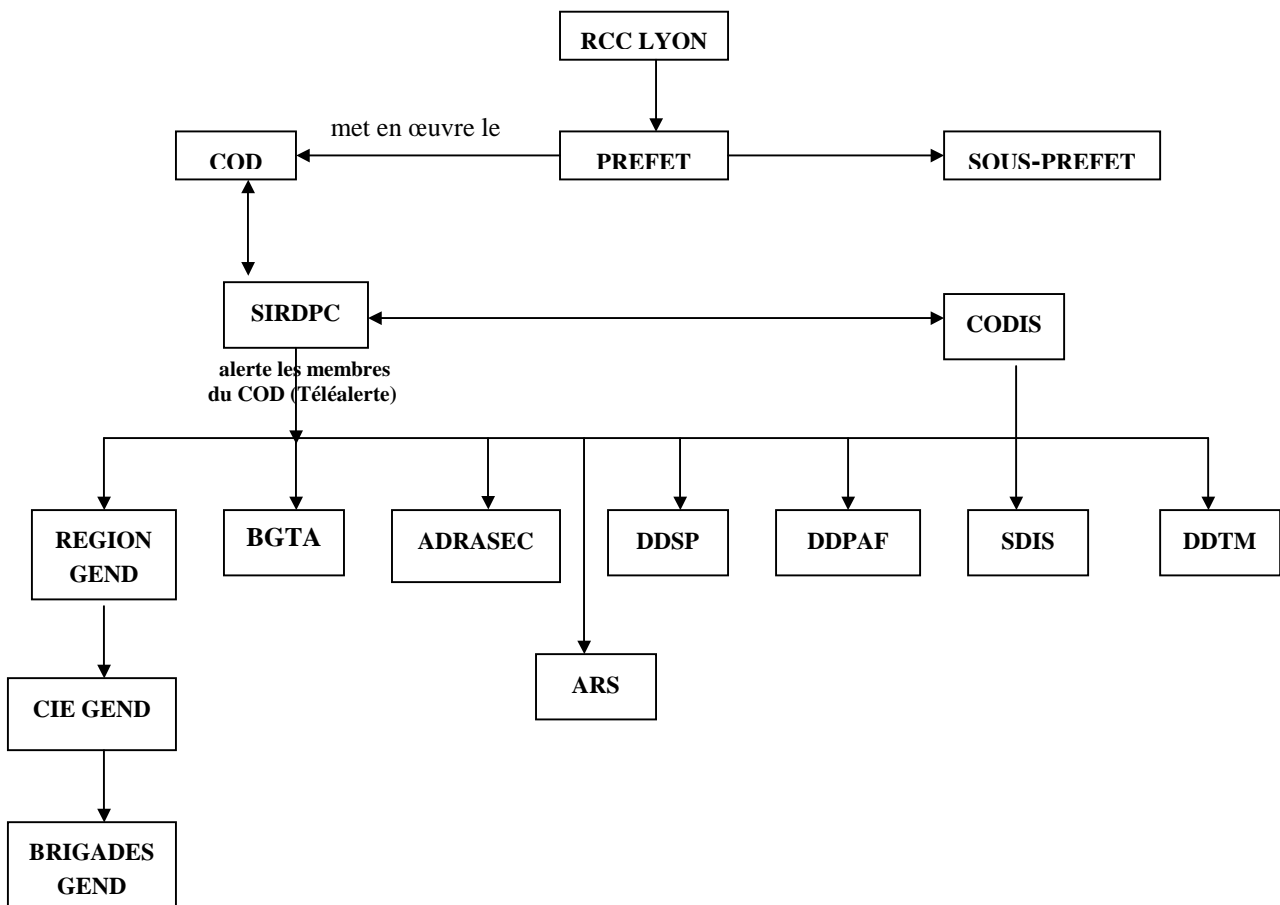 RCC LYON
met en œuvre le
COD
PREFET
SOUS-PREFET
SIRDPC
CODIS
alerte les membres
du COD (Téléalerte)
REGION
GEND
BGTA
ADRASEC
DDSP
DDPAF
SDIS
DDTM
ARS
CIE GEND
BRIGADES
GEND